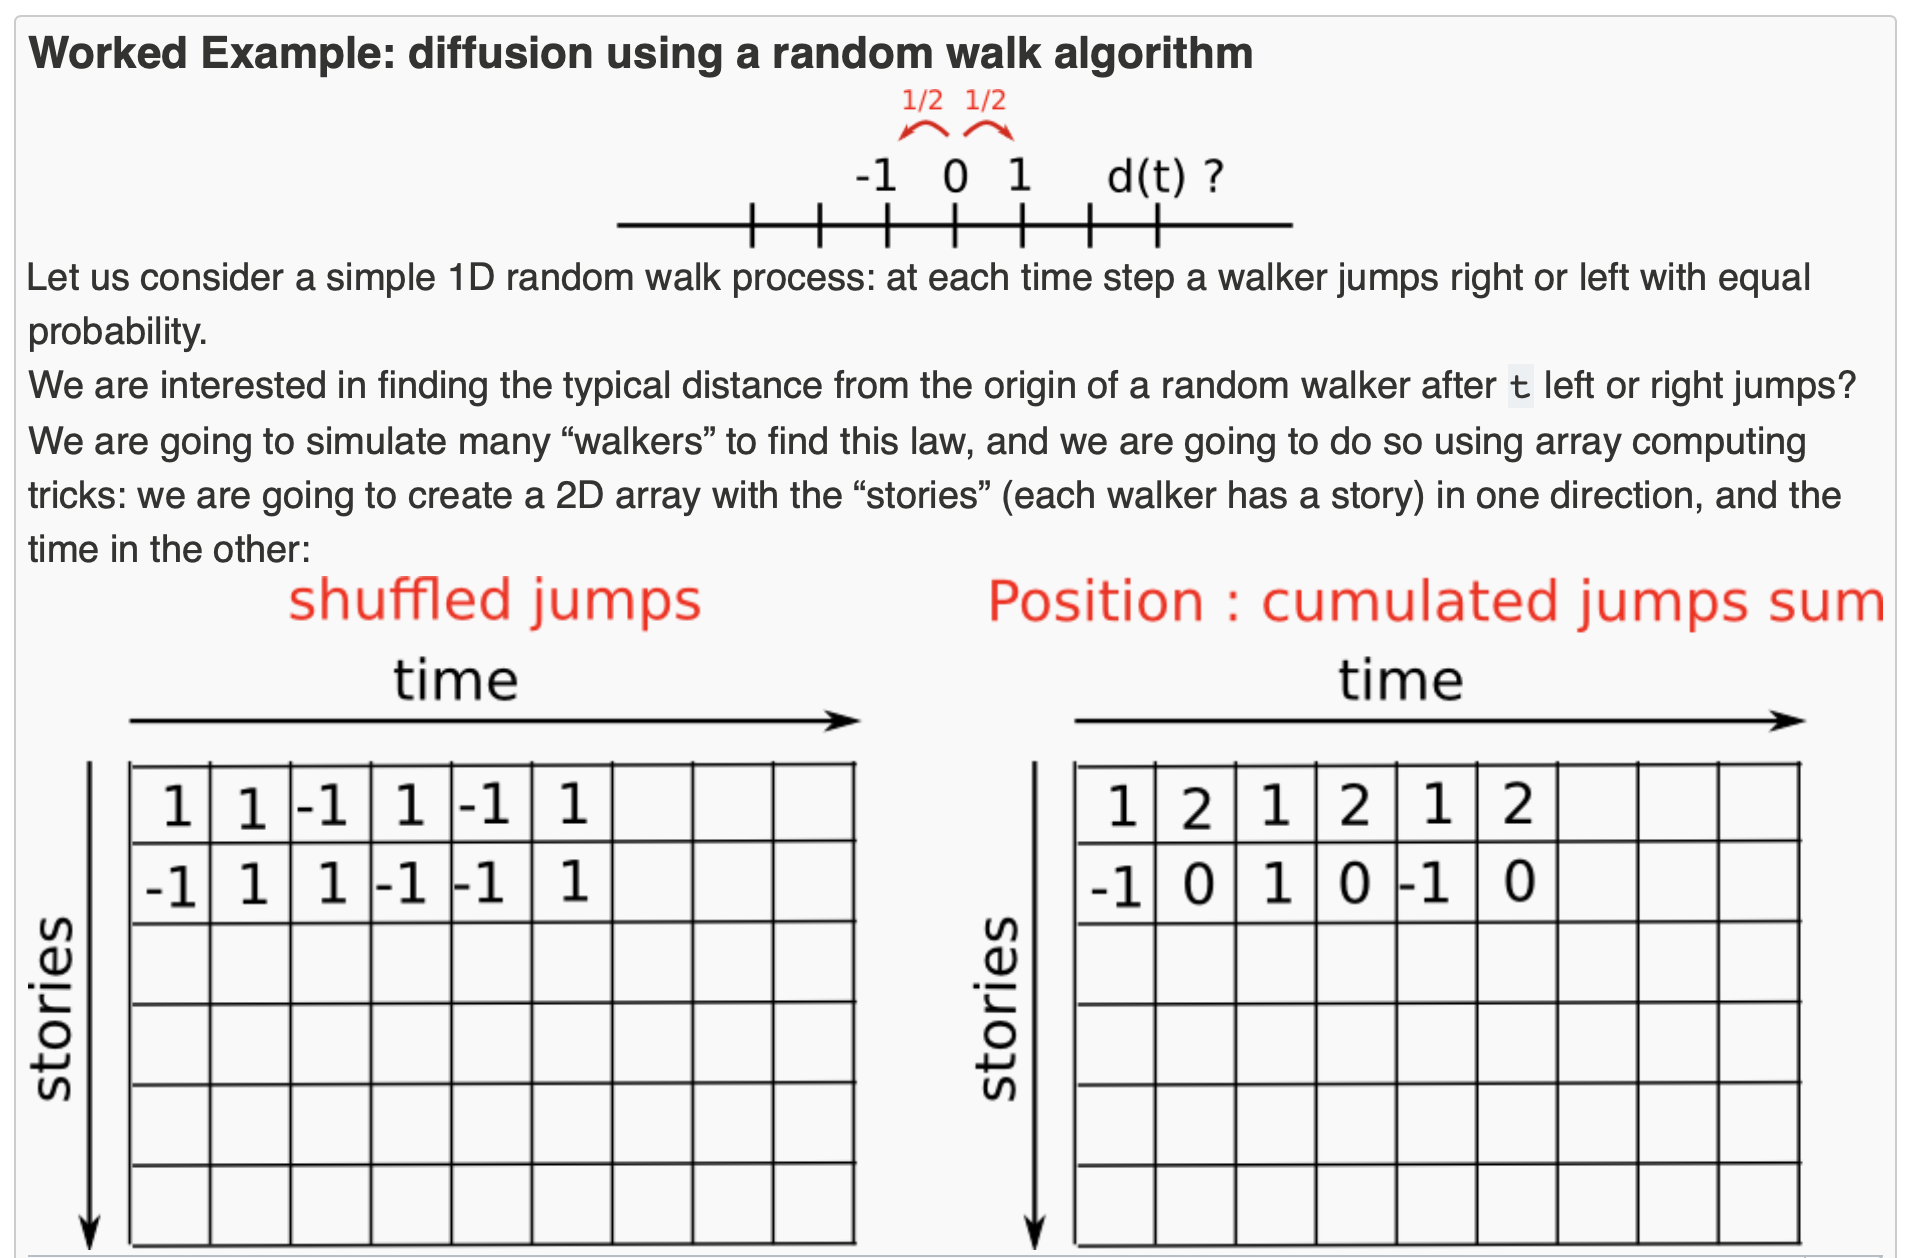 Worked Example: diffusion using a random walk algorithm
1/2 1/2
-1 0 1 d(t) ?
Let us consider a simple 1D random walk process: at each time step a walker jumps right or left with equal
probability.
We are interested in finding the typical distance from the origin of a random walker after t left or right jumps?
We are going to simulate many “walkers” to find this law, and we are going to do so using array computing
tricks: we are going to create a 2D array with the “stories” (each walker has a story) in one direction, and the
time in the other:
shuffled jumps
time
stories
1 1 -1 1 -1 1
-1 1 1 -1 -1 1
Position : cumulated jumps sum
time
stories
1 2 1 2 1 2
-1 0 1 0 -1 0